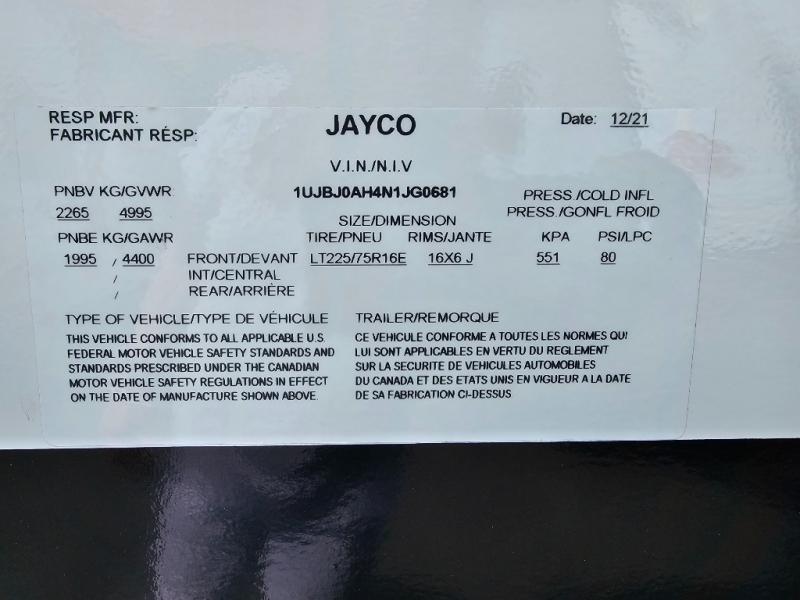 RESP MFR:
FABRICANT RÉSP:
JAYCO
Date: 12/21
V.I.N./N.I.V
1UJBJ0AH4N1JG0681
PNBV KG/GVWR
2265 4995
PRESS /COLD INFL
PRESS./GONFL FROID
SIZE/DIMENSION
PNBE KG/GAWR TIRE/PNEU RIMS/JANTE KPA PSI/LPC
1995 / 4400 FRONT/DEVANT LT225/75R16E 16X6 J 551 80
/ INT/CENTRAL
/ REAR/ARRIÈRE
TYPE OF VEHICLE/TYPE DE VÉHICULE TRAILER/REMORQUE
THIS VEHICLE CONFORMS TO ALL APPLICABLE U.S.
FEDERAL MOTOR VEHICLE SAFETY STANDARDS AND
STANDARDS PRESCRIBED UNDER THE CANADIAN
MOTOR VEHICLE SAFETY REGULATIONS IN EFFECT
ON THE DATE OF MANUFACTURE SHOWN ABOVE.
CE VEHICULE CONFORME A TOUTES LES NORMES QUI
LUI SONT APPLICABLES EN VERTU DU REGLEMENT
SUR LA SECURITE DE VEHICULES AUTOMOBILES
DU CANADA ET DES ETATS UNIS EN VIGUEUR A LA DATE
DE SA FABRICATION CI-DESSUS